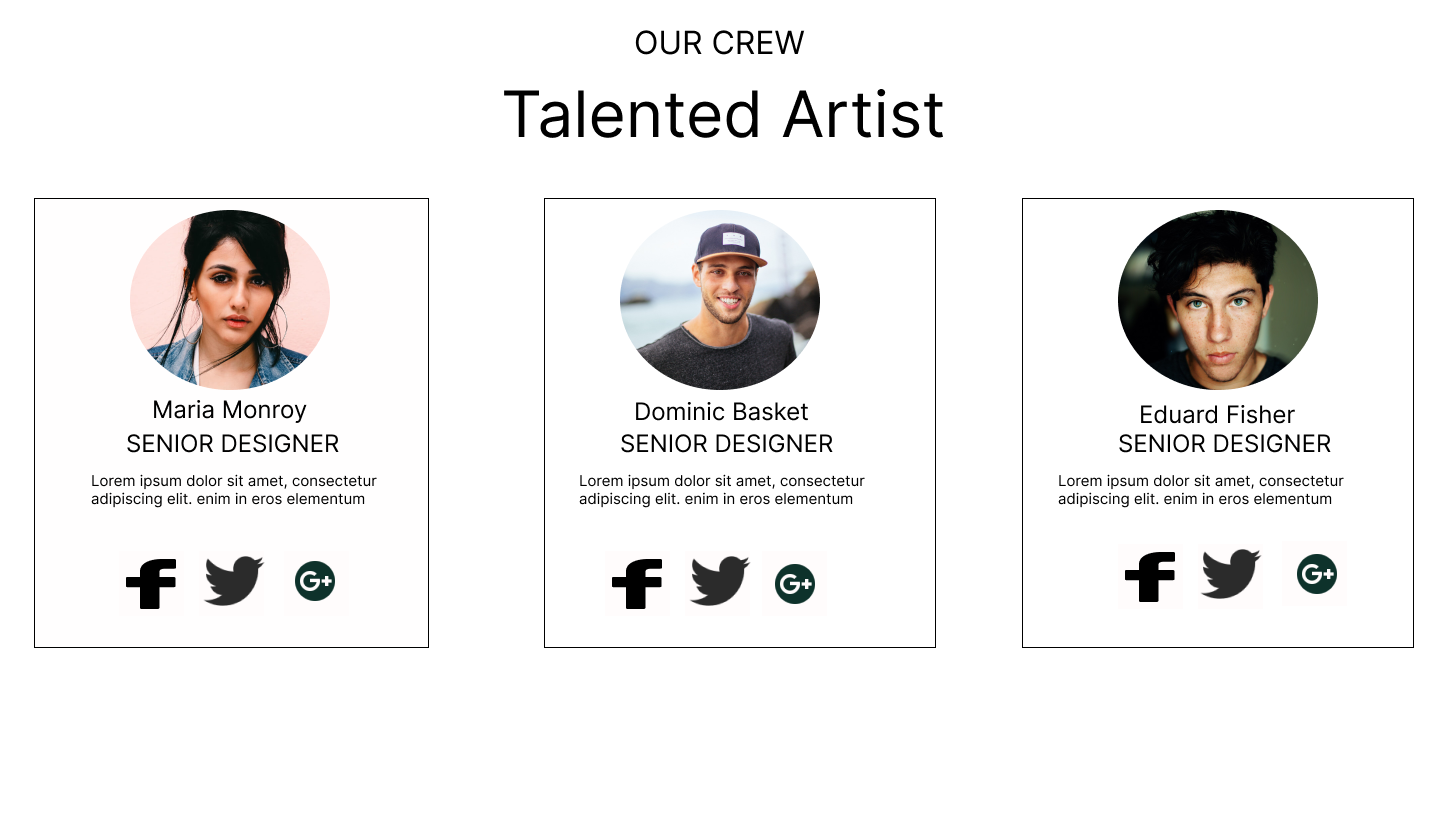 OUR CREW
Talented Artist
Maria Monroy
SENIOR DESIGNER
Lorem ipsum dolor sit amet, consectetur
adipiscing elit. enim in eros elementum
G+
Dominic Basket
SENIOR DESIGNER
Lorem ipsum dolor sit amet, consectetur
adipiscing elit. enim in eros elementum
G+
Eduard Fisher
SENIOR DESIGNER
Lorem ipsum dolor sit amet, consectetur
adipiscing elit. enim in eros elementum
G+